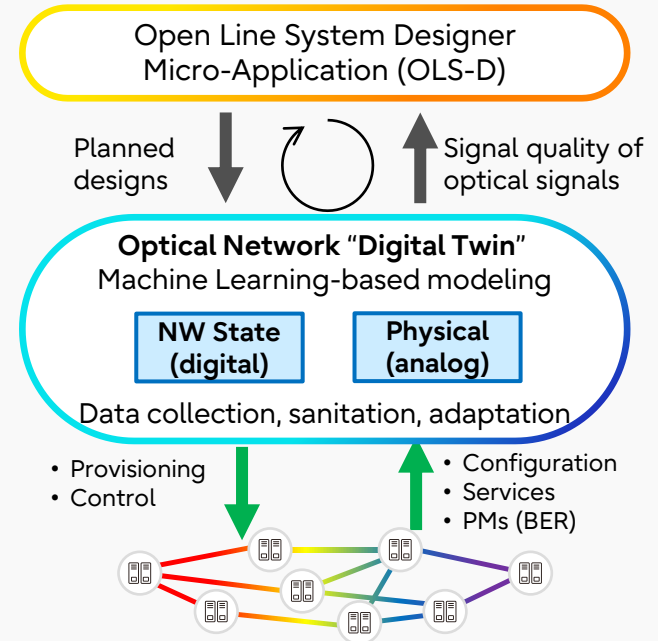 Open Line System Designer
Micro-Application (OLS-D)
Planned
designs
Signal quality of
optical signals
Optical Network “Digital Twin”
Machine Learning-based modeling
NW State
(digital)
Physical
(analog)
Data collection, sanitation, adaptation
• Provisioning
• Control
• Configuration
• Services
• PMs (BER)